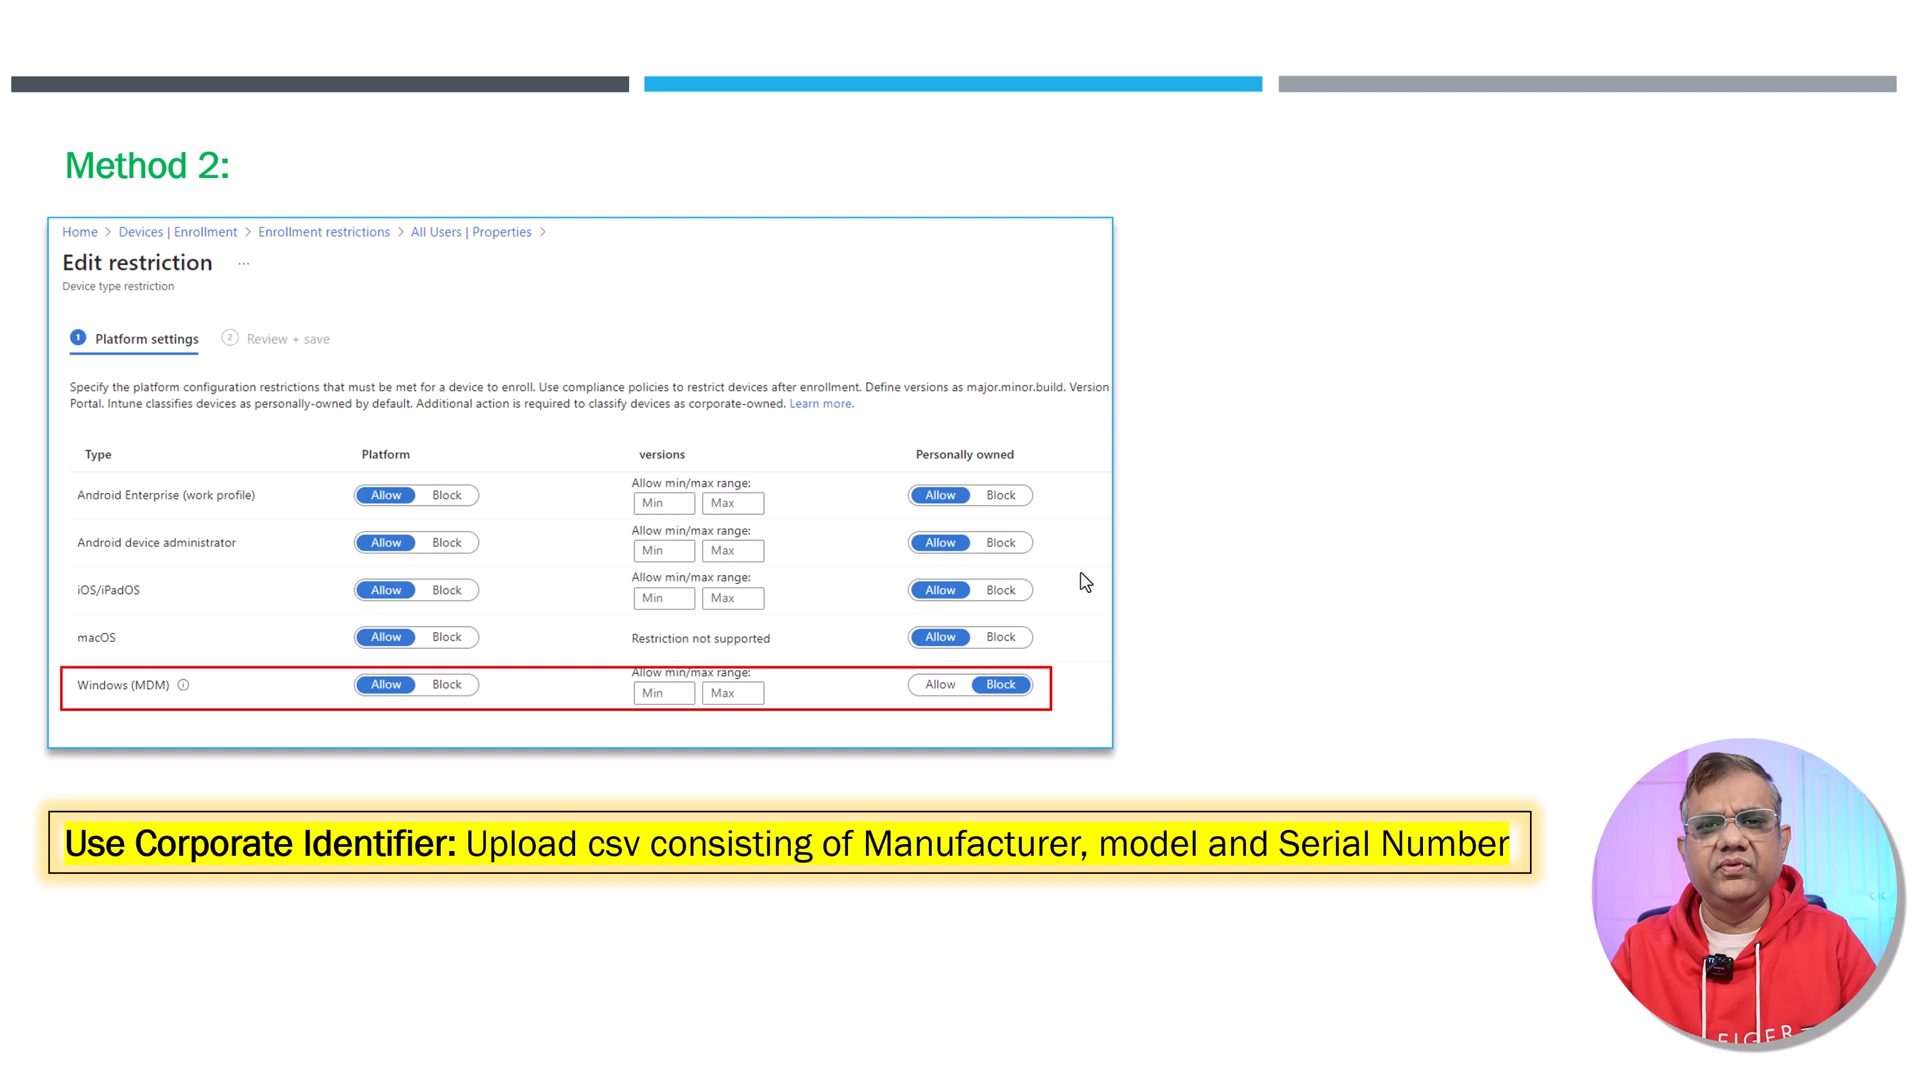 Method 2:
Home > Devices | Enrollment > Enrollment restrictions > All Users | Properties >
Edit restriction ...
Device type restriction
1 Platform settings 2 Review + save
Specify the platform configuration restrictions that must be met for a device to enroll. Use compliance policies to restrict devices after enrollment. Define versions as major.minor.build. Version
Portal. Intune classifies devices as personally-owned by default. Additional action is required to classify devices as corporate-owned. Learn more.
Type Platform versions Personally owned
Allow min/max range:
Android Enterprise (work profile) Allow Block Min Max Allow Block
Allow min/max range:
Android device administrator Allow Block Min Max Allow Block
Allow min/max range:
iOS/iPadOS Allow Block Min Max Allow Block
macOS Allow Block Restriction not supported Allow Block
Allow min/max range:
Windows (MDM) Allow Block Min Max Allow Block
Use Corporate Identifier: Upload csv consisting of Manufacturer, model and Serial Number